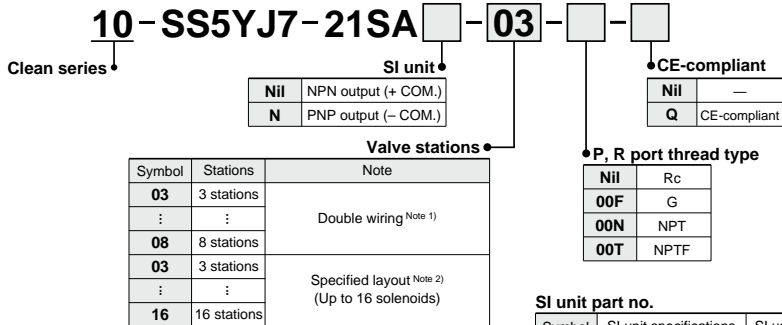 10-SS5YJ7-21SA□-03-□-□
Clean series
SI unit
Nil NPN output (+ COM.)
N PNP output (– COM.)
CE-compliant
Nil —
Q CE-compliant
Valve stations
Symbol Stations Note
03 3 stations
⋮ ⋮ Double wiring Note 1)
08 8 stations
03 3 stations
⋮ ⋮ Specified layout Note 2)
(Up to 16 solenoids)
16 16 stations
P, R port thread type
Nil Rc
00F G
00N NPT
00T NPTF
SI unit part no.